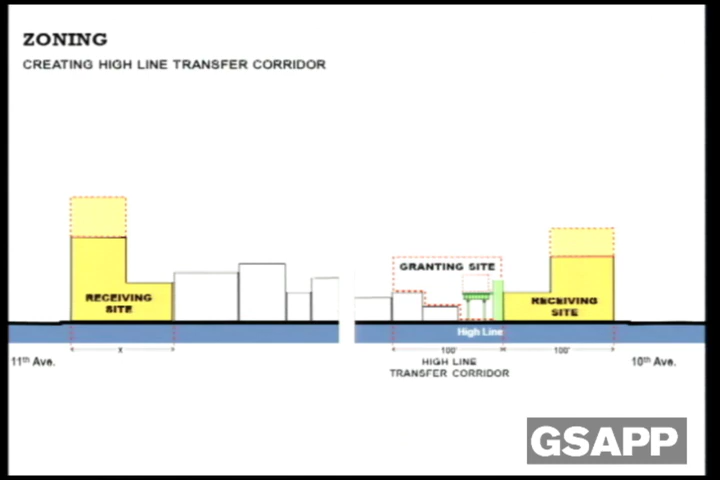 ZONING
CREATING HIGH LINE TRANSFER CORRIDOR
GRANTING SITE
RECEIVING
SITE
RECEIVING
SITE
High Line
X
100'
100'
11th Ave.
HIGH LINE
TRANSFER CORRIDOR
10th Ave.
GSAPP